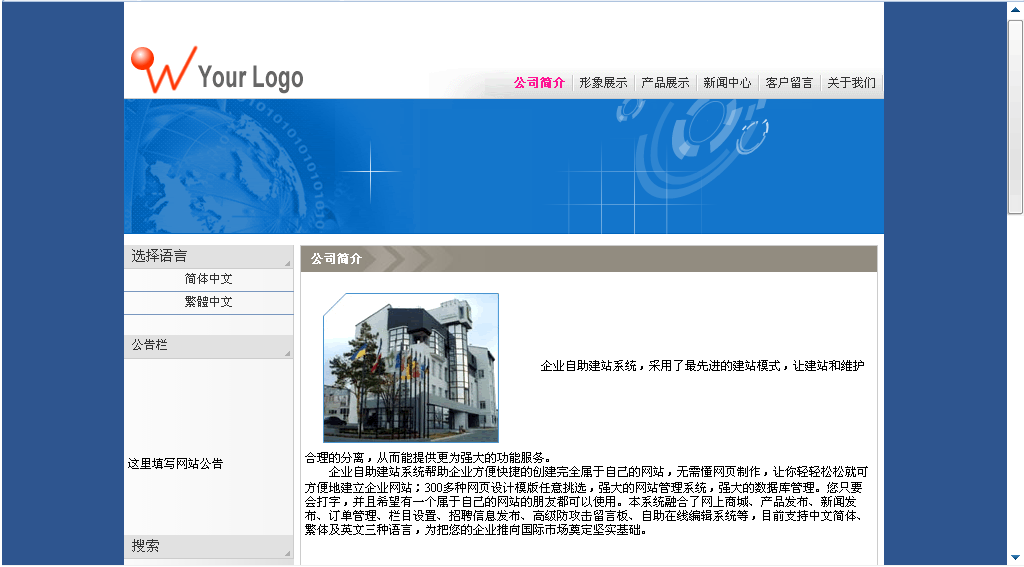 Your Logo
公司简介 形象展示 产品展示 新闻中心 客户留言 关于我们
选择语言
简体中文
繁體中文
公告栏
这里填写网站公告
搜索
公司简介
企业自助建站系统，采用了最先进的建站模式，让建站和维护
合理的分离，从而能提供更为强大的功能服务。
企业自助建站系统帮助企业方便快捷的创建完全属于自己的网站，无需懂网页制作，让你轻轻松松就可
方便地建立企业网站；300多种网页设计模版任意挑选，强大的网站管理系统，强大的数据库管理。您只要
会打字，并且希望有一个属于自己的网站的朋友都可以使用。本系统融合了网上商城、产品发布、新闻发
布、订单管理、栏目设置、招聘信息发布、高级防攻击留言板、自助在线编辑系统等，目前支持中文简体、
繁体及英文三种语言，为把您的企业推向国际市场奠定坚实基础。